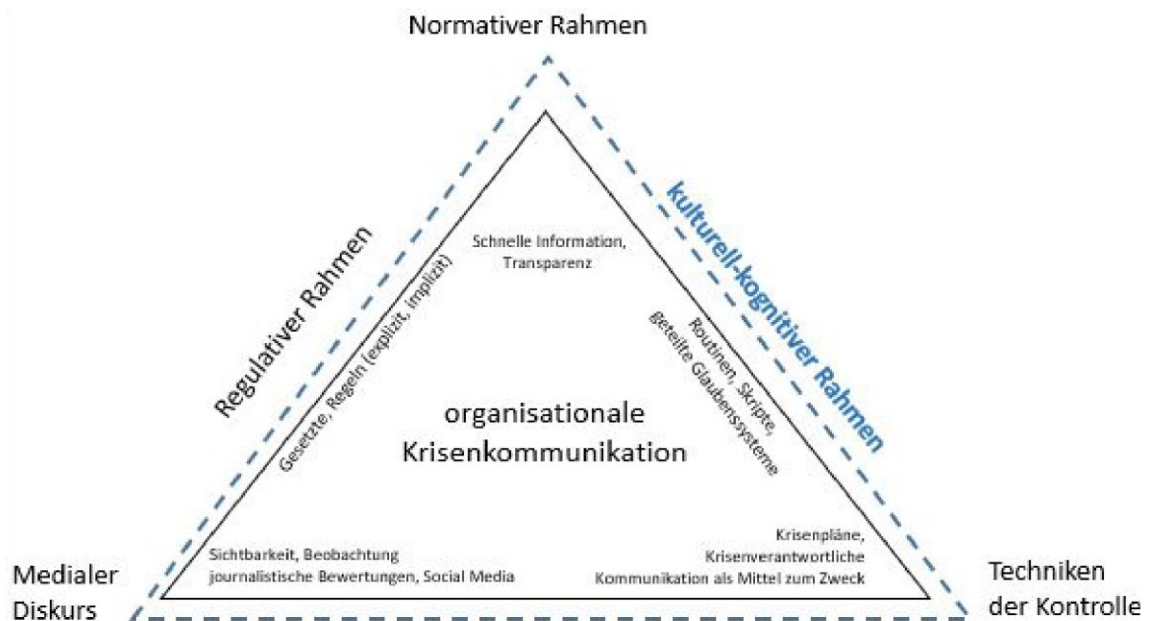 Normativer Rahmen
Regulativer Rahmen
kulturell-kognitiver Rahmen
Schnelle Information,
Transparenz
Gesetzte, Regeln (explizit, implizit)
Routinen, Skripte,
geteilte Glaubenssysteme
organisationale
Krisenkommunikation
Sichtbarkeit, Beobachtung
journalistische Bewertungen, Social Media
Krisenpläne,
Krisenverantwortliche
Kommunikation als Mittel zum Zweck
Medialer
Diskurs
Techniken
der Kontrolle